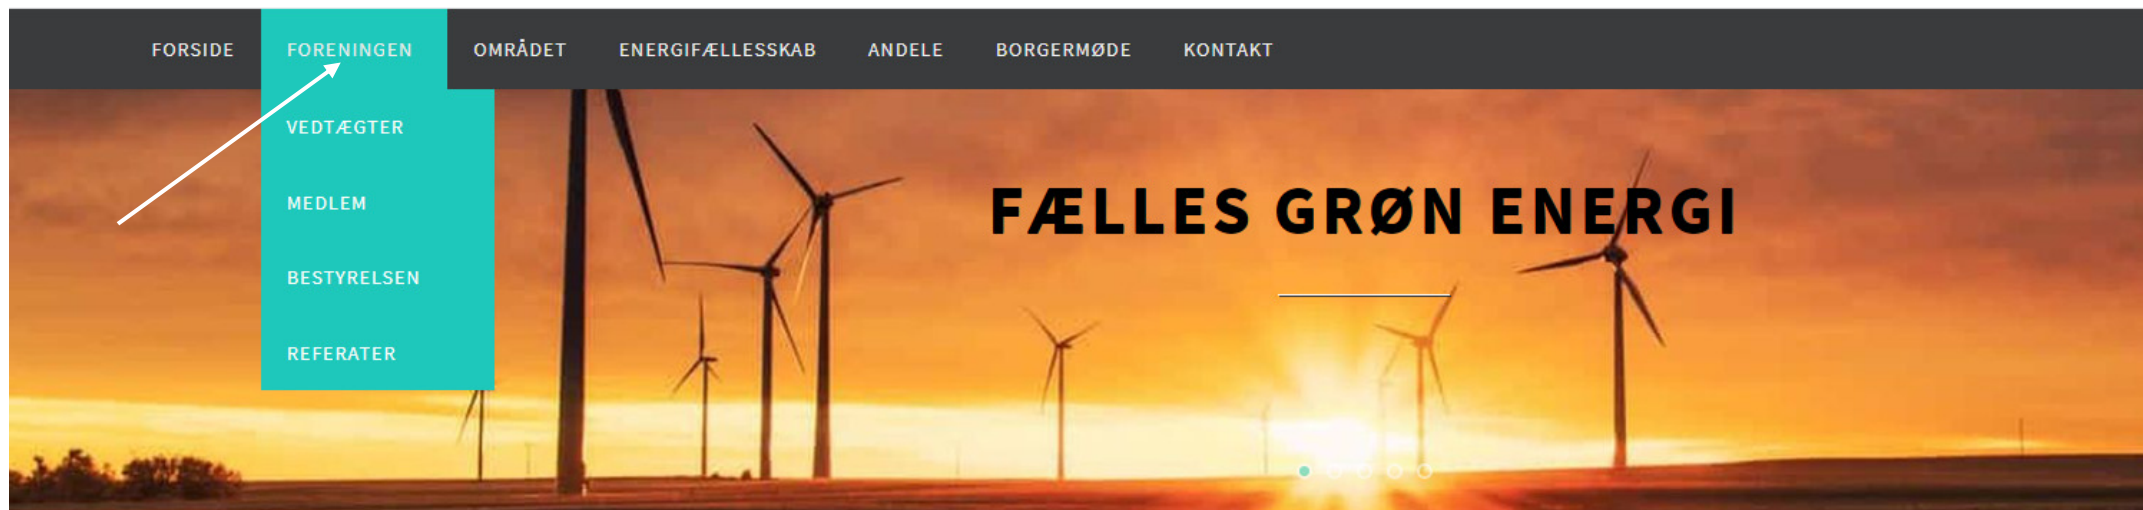 FORSIDE FORENINGEN OMRÅDET ENERGIFÆLLESSKAB ANDELE BORGERMØDE KONTAKT
VEDTÆGTER
MEDLEM
BESTYRELSEN
REFERATER
FÆLLES GRØN ENERGI